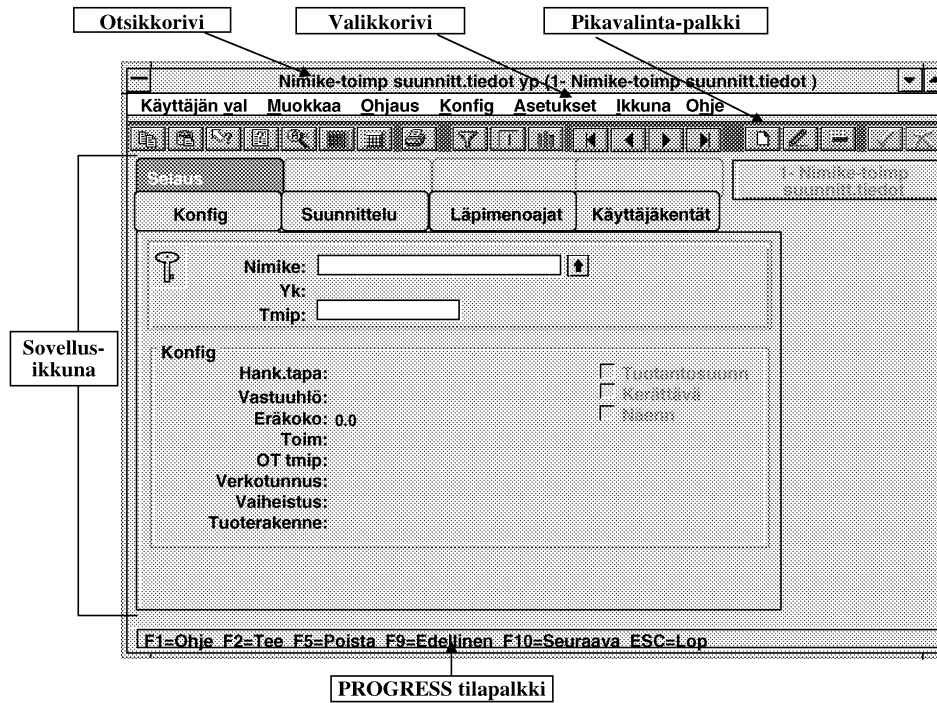 Otsikkorivi
Valikkorivi
Pikavalinta-palkki
Nimike-toimp suunnitt.tiedot yp (1- Nimike-toimp suunnitt.tiedot )
Käyttäjän val Muokkaa Ohjaus Konfig Asetukset Ikkuna Ohje
Selaus
1- Nimike-toimp
suunnitt.tiedot
Konfig Suunnittelu Läpimenoajat Käyttäjäkentät
Nimike:
Yk:
Tmip:
Sovellus-
ikkuna
Konfig
Hank.tapa:
Tuotantosuunn
Vastuuhlö:
Kerättävä
Eräkoko: 0.0
Toim:
OT tmip:
Verkotunnus:
Vaiheistus:
Tuoterakenne:
F1=Ohje F2=Tee F5=Poista F9=Edellinen F10=Seuraava ESC=Lop
PROGRESS tilapalkki